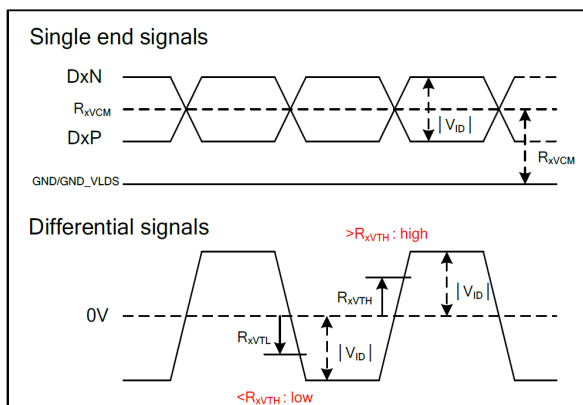 Single end signals
DxN
RxVCM
DxP
|VID|
RxVCM
GND/GND_VLDS
Differential signals
>RxVTH : high
0V
RxVTH
|VID|
RxVTL
|VID|
<RxVTH : low